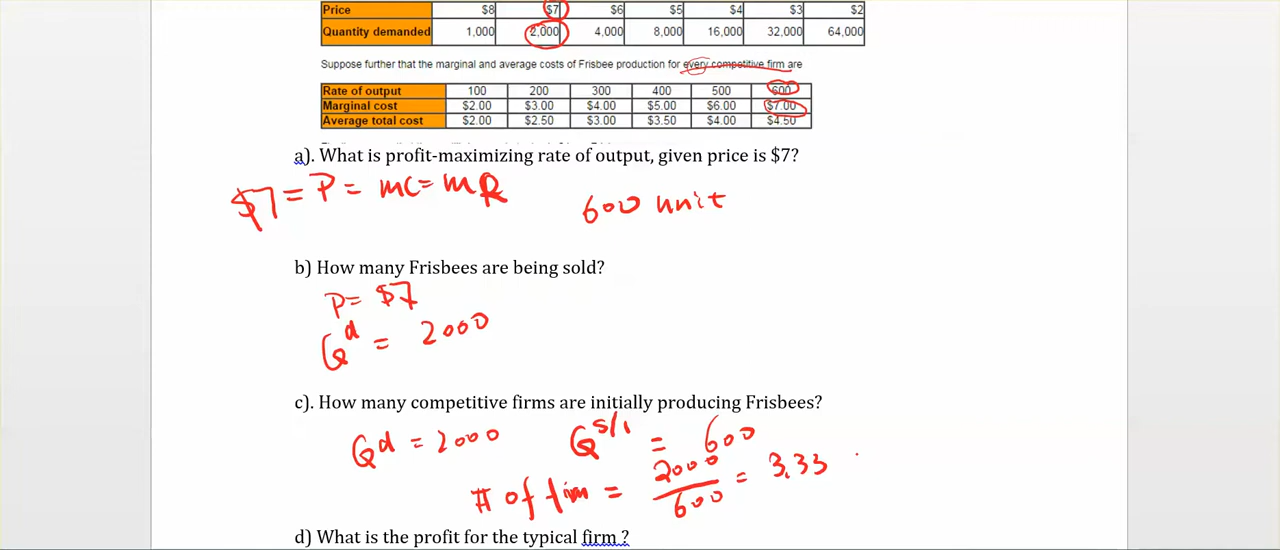 Price $8 $7 $6 $5 $4 $3 $2
Quantity demanded 1,000 2,000 4,000 8,000 16,000 32,000 64,000
Suppose further that the marginal and average costs of Frisbee production for every competitive firm are
Rate of output 100 200 300 400 500 600
Marginal cost $2.00 $3.00 $4.00 $5.00 $6.00 $7.00
Average total cost $2.00 $2.50 $3.00 $3.50 $4.00 $4.50
a). What is profit-maximizing rate of output, given price is $7?
$7 = P = MC = MR 600 unit
b) How many Frisbees are being sold?
P = $7
Qd = 2000
c). How many competitive firms are initially producing Frisbees?
Qd = 2000 QS/1 = 600
# of firm = 2000/600 = 3.33
d) What is the profit for the typical firm ?